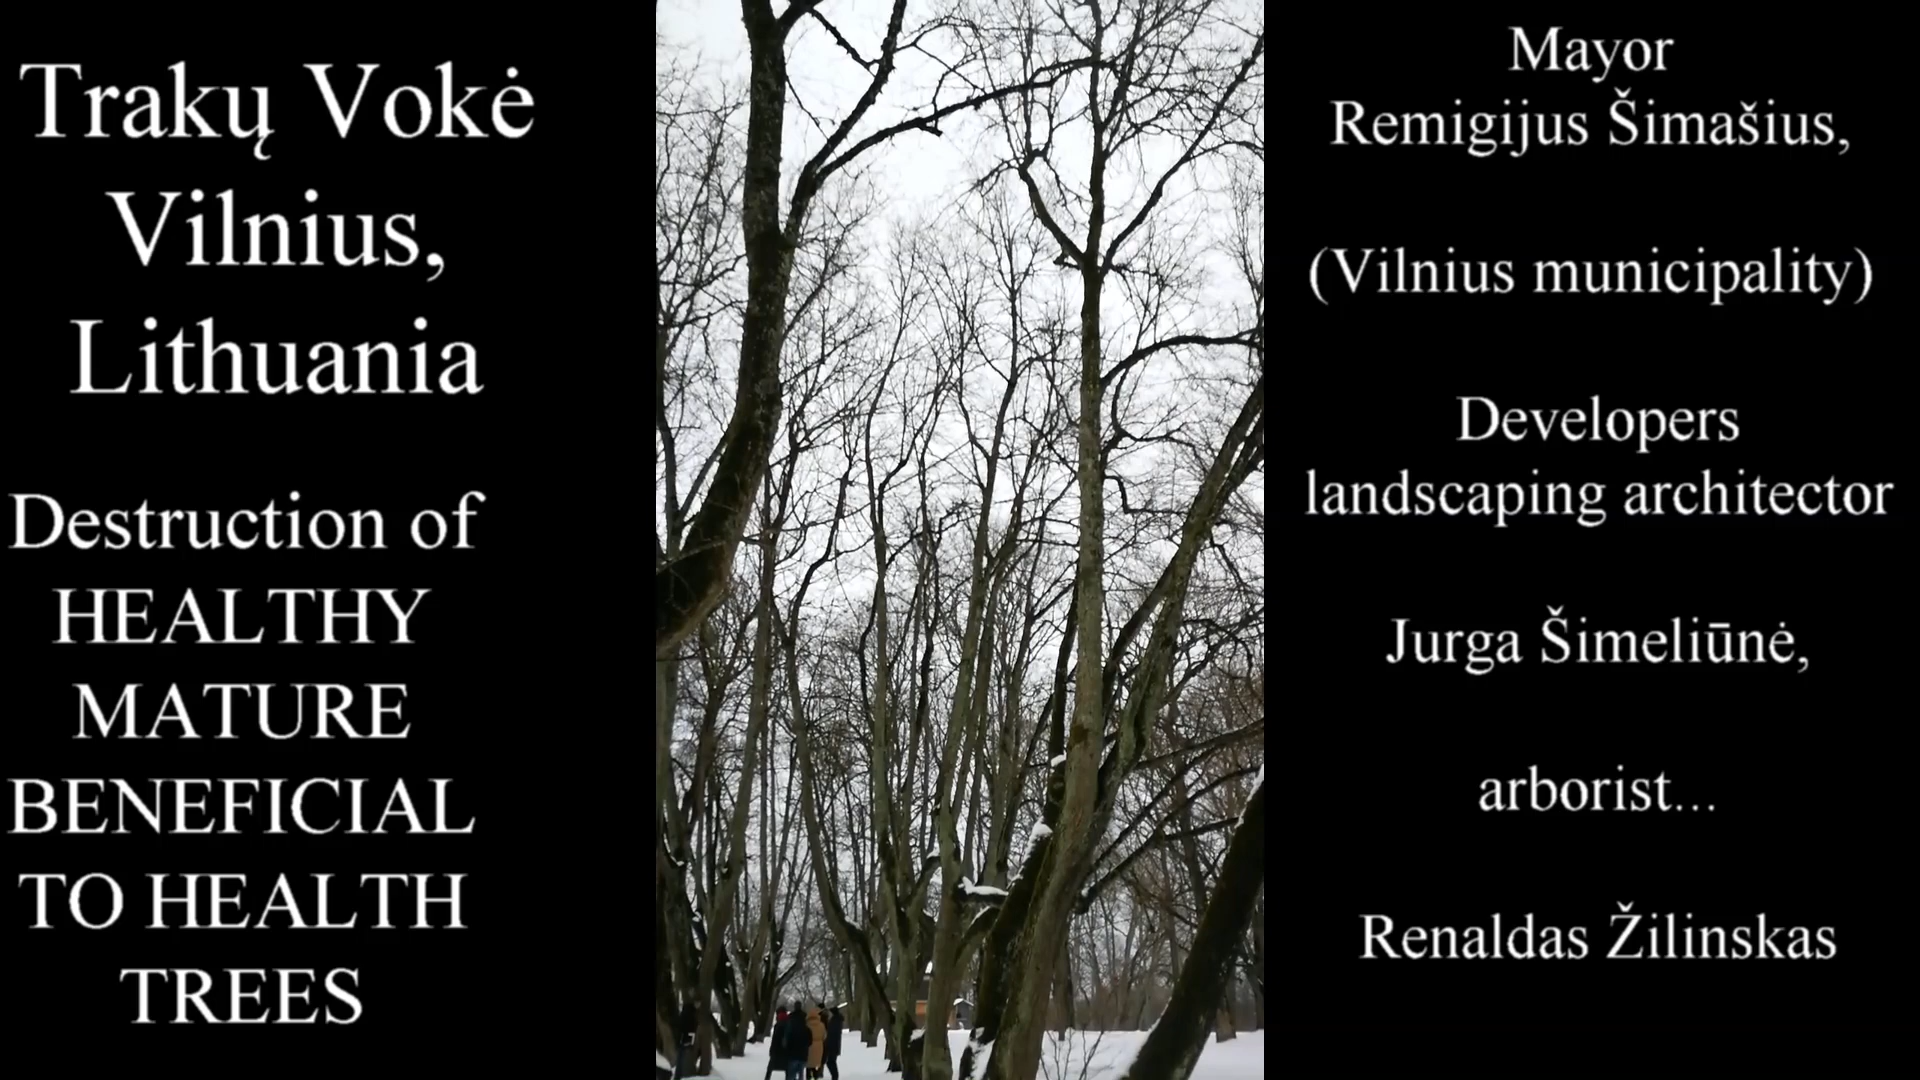 Trakų Vokė
Vilnius,
Lithuania
Destruction of
HEALTHY
MATURE
BENEFICIAL
TO HEALTH
TREES
Mayor
Remigijus Šimašius,
(Vilnius municipality)
Developers
landscaping architector
Jurga Šimeliūnė,
arborist...
Renaldas Žilinskas